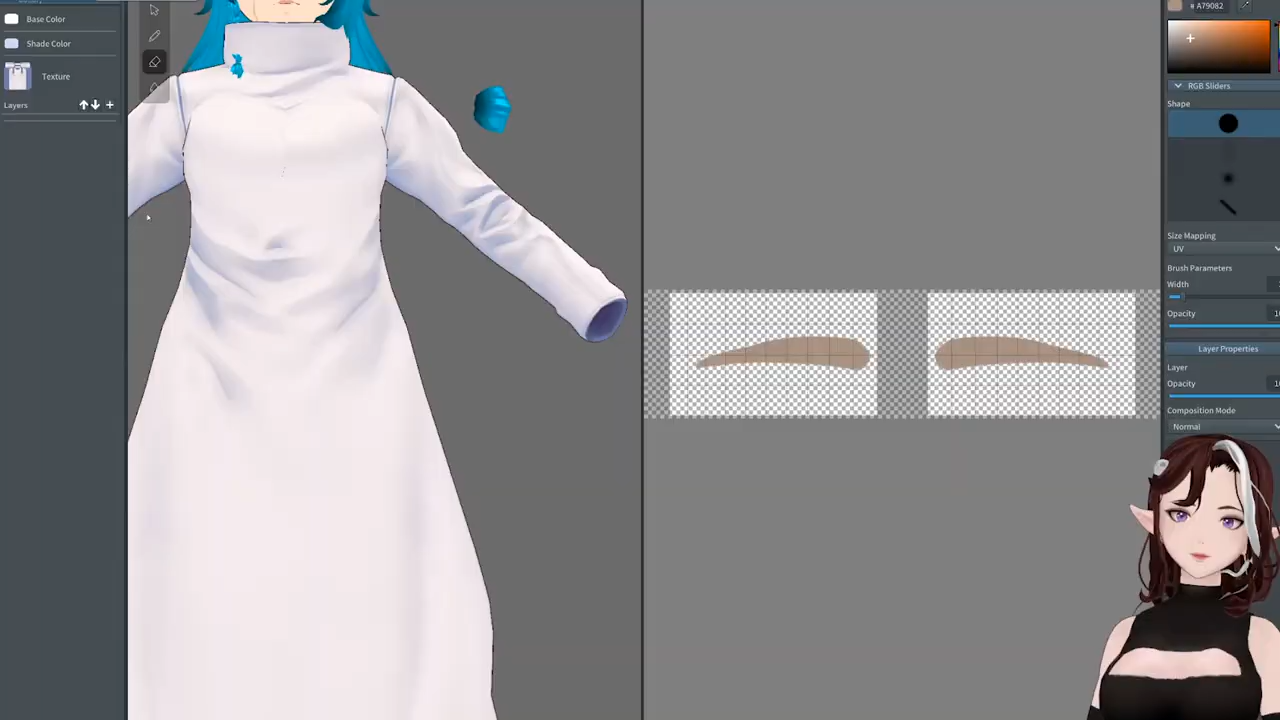 Base Color
Shade Color
Texture
Layers
# A79082
RGB Sliders
Shape
Size Mapping
UV
Brush Parameters
Width
Opacity
Layer Properties
Layer
Opacity
Composition Mode
Normal